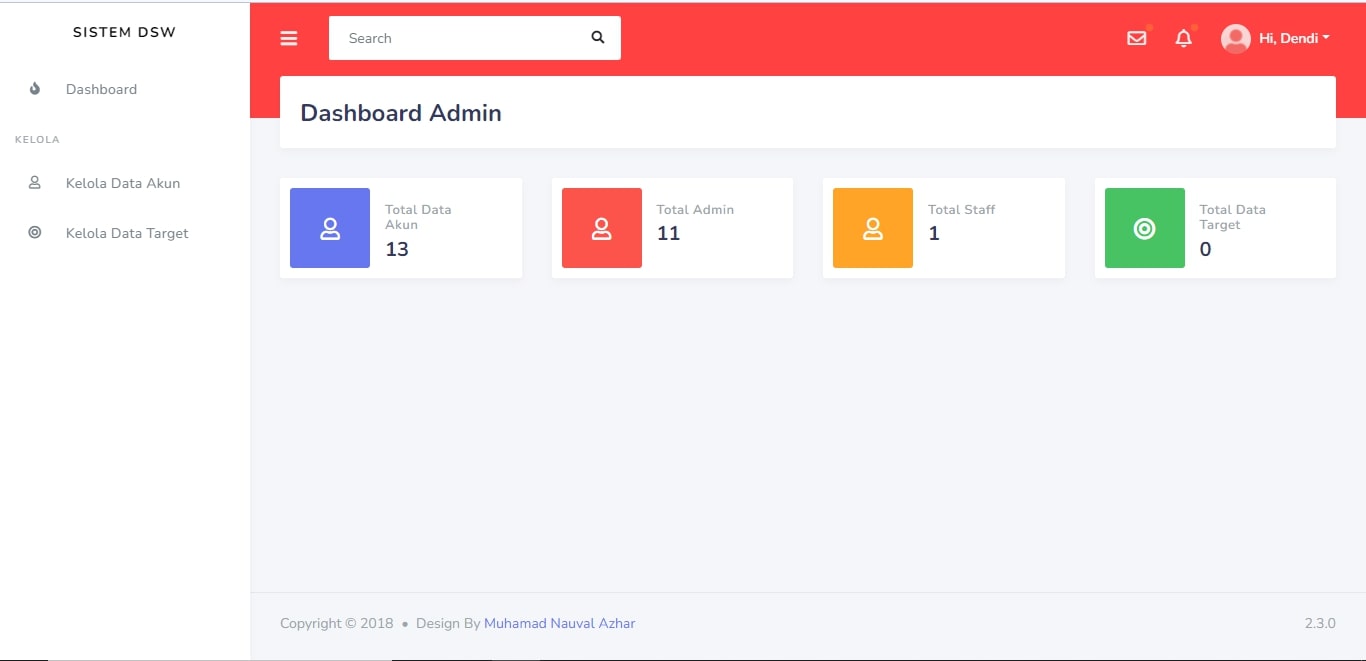 SISTEM DSW
Search
Hi, Dendi
Dashboard
KELOLA
Kelola Data Akun
Kelola Data Target
Dashboard Admin
Total Data
Akun
13
Total Admin
11
Total Staff
1
Total Data
Target
0
Copyright © 2018 • Design By Muhamad Nauval Azhar
2.3.0